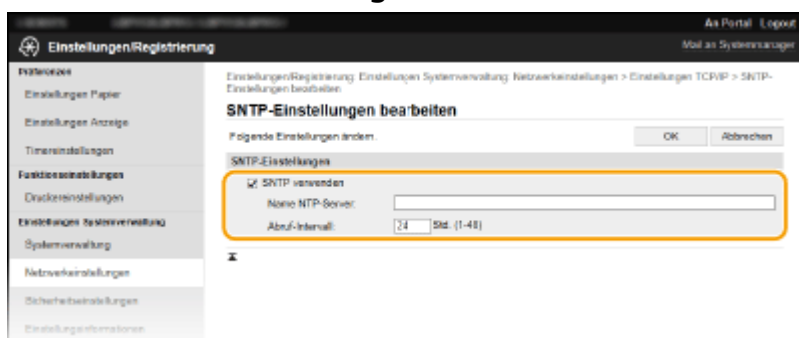 An Portal Logout
Einstellungen/Registrierung
Mail an Systemmanager
Präferenzen
Einstellungen Papier
Einstellungen Anzeige
Timereinstellungen
Funktionseinstellungen
Druckereinstellungen
Einstellungen Systemverwaltung
Systemverwaltung
Netzwerkeinstellungen
Sicherheitseinstellungen
Einstellungsinformationen
Einstellungen/Registrierung: Einstellungen Systemverwaltung: Netzwerkeinstellungen > Einstellungen TCP/IP > SNTP-
Einstellungen bearbeiten
SNTP-Einstellungen bearbeiten
Folgende Einstellungen ändern.
OK
Abbrechen
SNTP-Einstellungen
SNTP verwenden
Name NTP-Server:
Abruf-Intervall:
24 Std. (1-48)